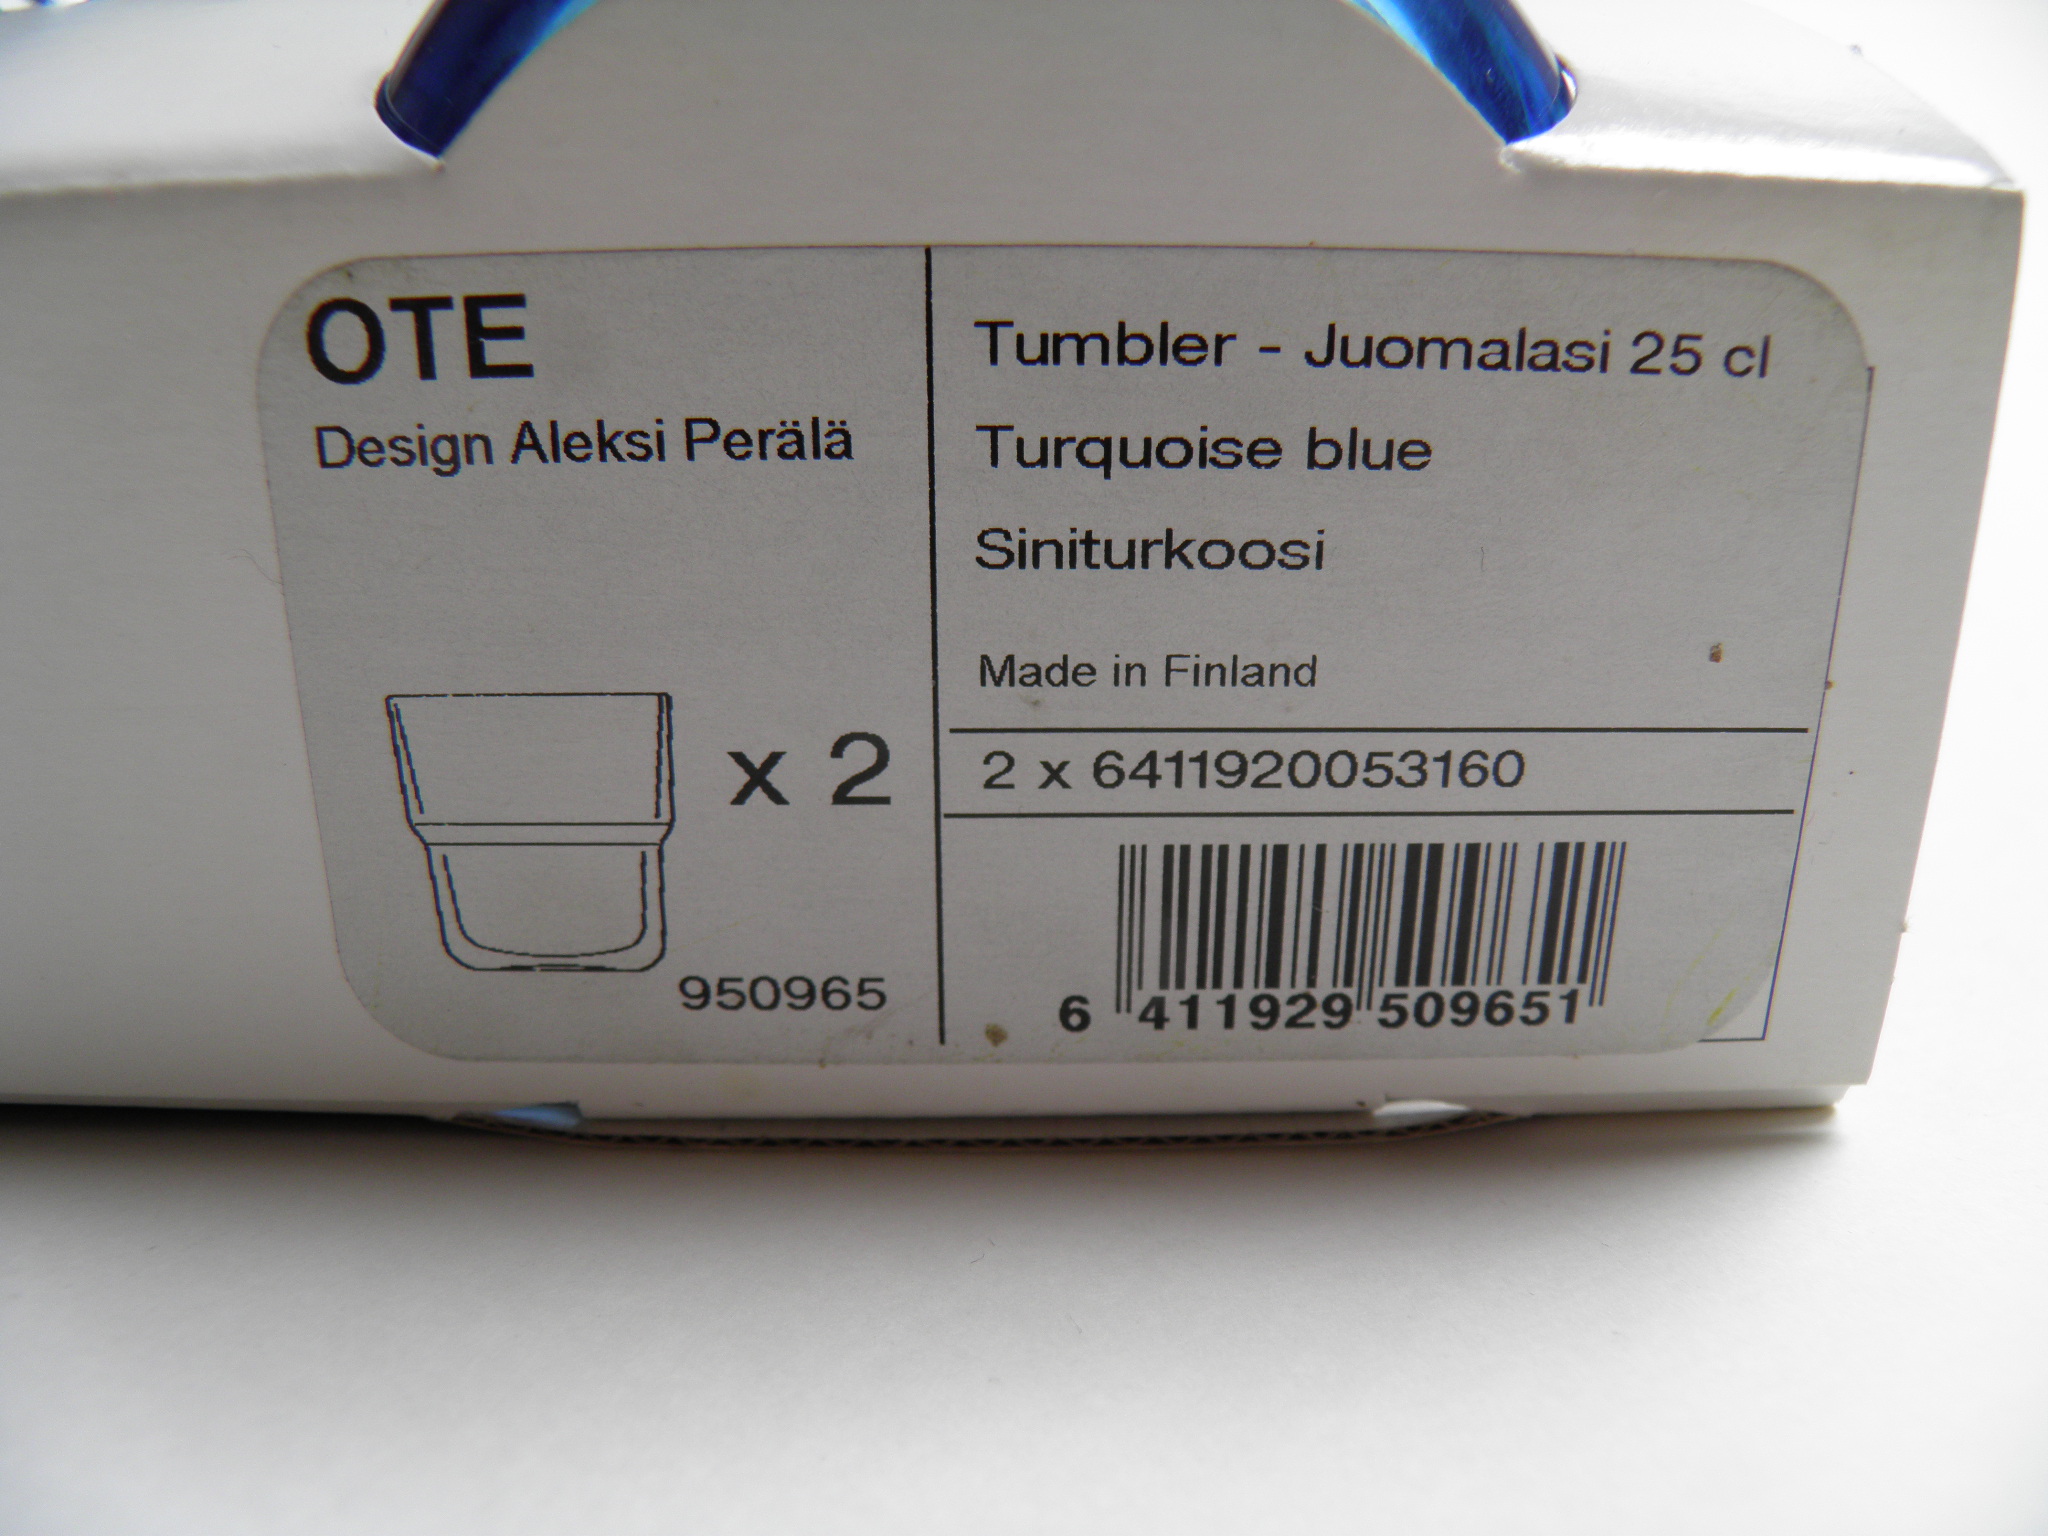 OTE
Design Aleksi Perälä
x 2
950965
Tumbler - Juomalasi 25 cl
Turquoise blue
Siniturkoosi
Made in Finland
2 x 6411920053160
6 411929 509651